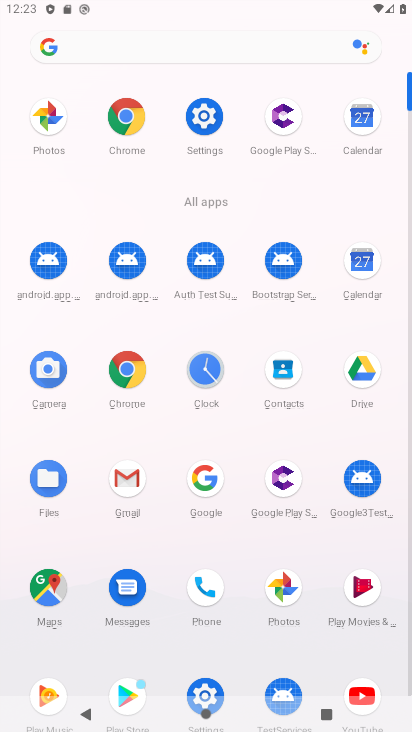 12:23
Photos Chrome Settings Google Play S... 27 Calendar
All apps
android.app.... android.app.... Auth Test Su... Bootstrap Ser... 27 Calendar
Camera Chrome Clock Contacts Drive
Files Gmail Google Google Play S... Google3Test...
Maps Messages Phone Photos Play Movies & ...
Play Music Play Store Settings TestServices YouTube